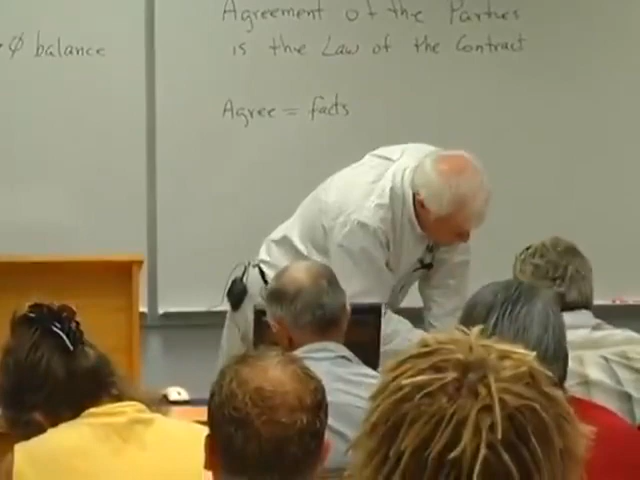 Ø balance
Agreement of the Parties
is the Law of the Contract
Agree = facts